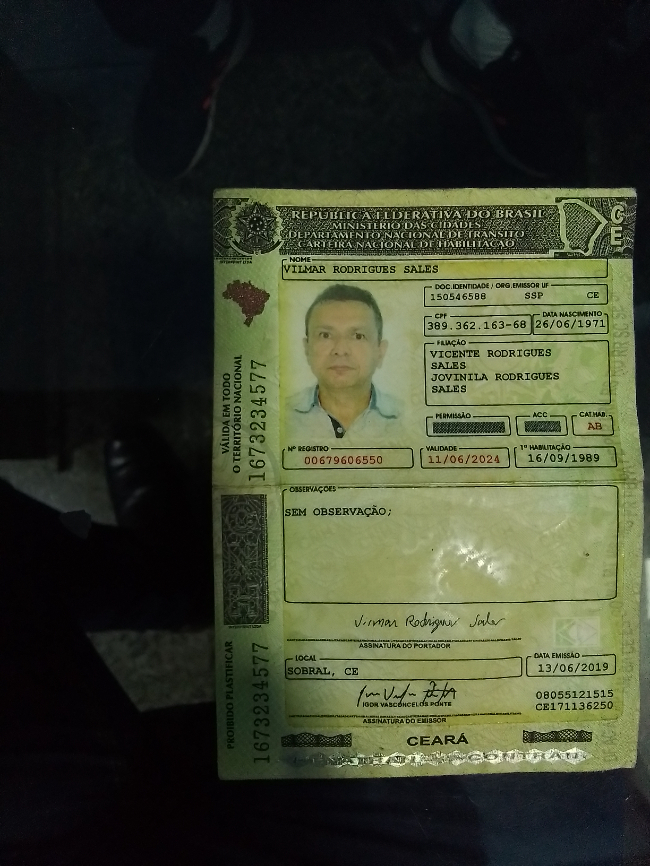 REPÚBLICA FEDERATIVA DO BRASIL
MINISTÉRIO DAS CIDADES
DEPARTAMENTO NACIONAL DE TRÂNSITO
CARTEIRA NACIONAL DE HABILITAÇÃO
CE
NOME
VILMAR RODRIGUES SALES
DOC. IDENTIDADE / ORG. EMISSOR UF
150546588 SSP CE
CPF DATA NASCIMENTO
389.362.163-68 26/06/1971
FILIAÇÃO
VICENTE RODRIGUES
SALES
JOVINILA RODRIGUES
SALES
PERMISSÃO ACC CAT. HAB.
AB
Nº REGISTRO VALIDADE 1ª HABILITAÇÃO
00679606550 11/06/2024 16/09/1989
VÁLIDA EM TODO
O TERRITÓRIO NACIONAL
1673234577
OBSERVAÇÕES
SEM OBSERVAÇÃO;
Vilmar Rodrigues Sales
ASSINATURA DO PORTADOR
LOCAL DATA EMISSÃO
SOBRAL, CE 13/06/2019
IGOR VASCONCELOS PONTE
ASSINATURA DO EMISSOR
08055121515
CE171136250
PROIBIDO PLASTIFICAR
1673234577
CEARÁ